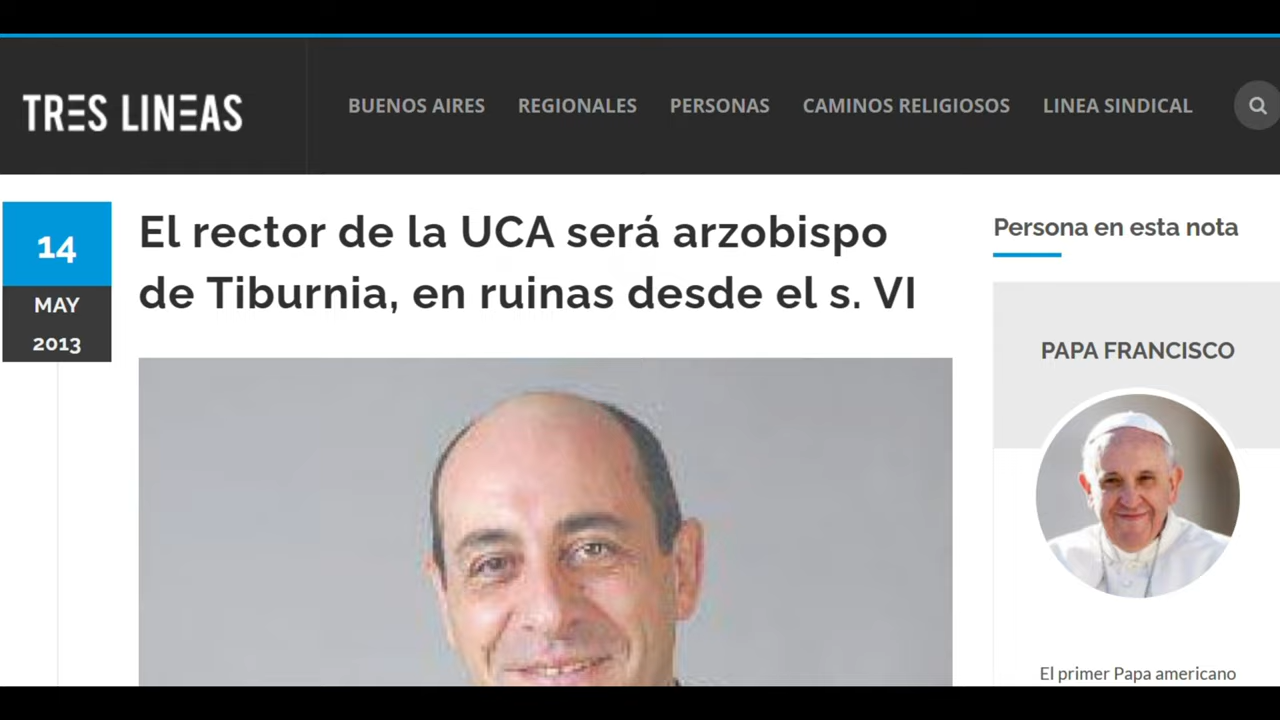 TRES LINEAS
BUENOS AIRES
REGIONALES
PERSONAS
CAMINOS RELIGIOSOS
LINEA SINDICAL
14
MAY
2013
El rector de la UCA será arzobispo
de Tiburnia, en ruinas desde el s. VI
Persona en esta nota
PAPA FRANCISCO
El primer Papa americano